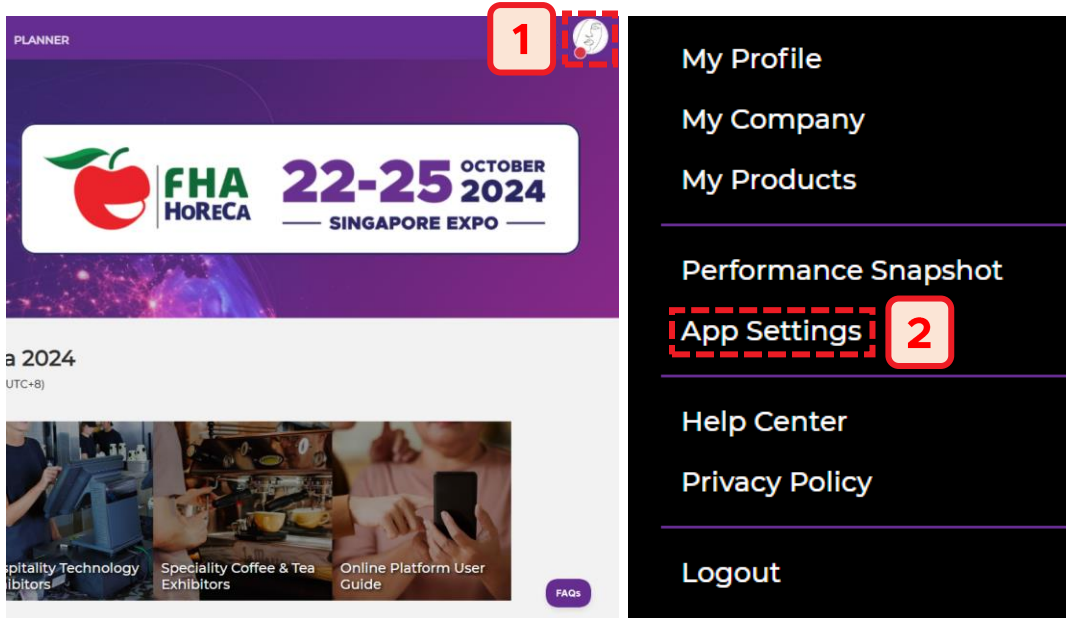 PLANNER
1
FHA
HoReCa
22-25 OCTOBER
2024
SINGAPORE EXPO
a 2024
UTC+8)
spitality Technology
ibitors
Speciality Coffee & Tea
Exhibitors
Online Platform User
Guide
FAQs
My Profile
My Company
My Products
Performance Snapshot
App Settings
2
Help Center
Privacy Policy
Logout